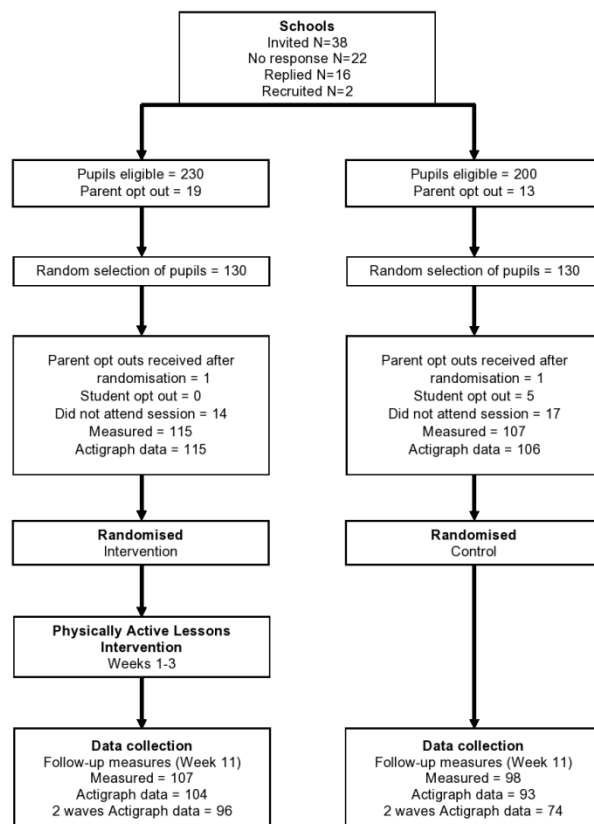 Schools
Invited N=38
No response N=22
Replied N=16
Recruited N=2
Pupils eligible = 230
Parent opt out = 19
Pupils eligible = 200
Parent opt out = 13
Random selection of pupils = 130
Random selection of pupils = 130
Parent opt outs received after
randomisation = 1
Student opt out = 0
Did not attend session = 14
Measured = 115
Actigraph data = 115
Parent opt outs received after
randomisation = 1
Student opt out = 5
Did not attend session = 17
Measured = 107
Actigraph data = 106
Randomised
Intervention
Randomised
Control
Physically Active Lessons
Intervention
Weeks 1-3
Data collection
Follow-up measures (Week 11)
Measured = 107
Actigraph data = 104
2 waves Actigraph data = 96
Data collection
Follow-up measures (Week 11)
Measured = 98
Actigraph data = 93
2 waves Actigraph data = 74